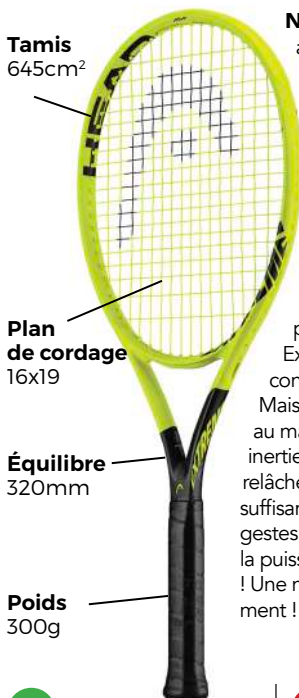 Tamis
645cm²
HEAD
Plan
de cordage
16x19
Équilibre
320mm
Poids
300g
N
a
p
Ex
Mais
au ma
inertie
relâche
suffisan
gestes
la puiss
! Une
ment !